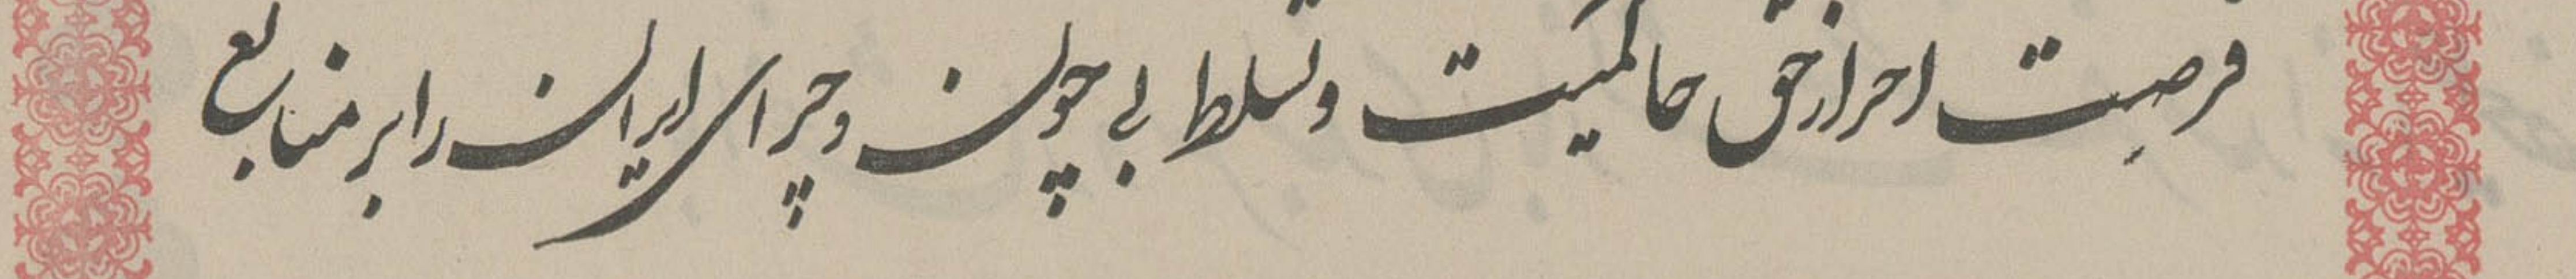 فرصت احراز حق حاکمیت و تسلط بی چون و چرای ایران را بر منابع